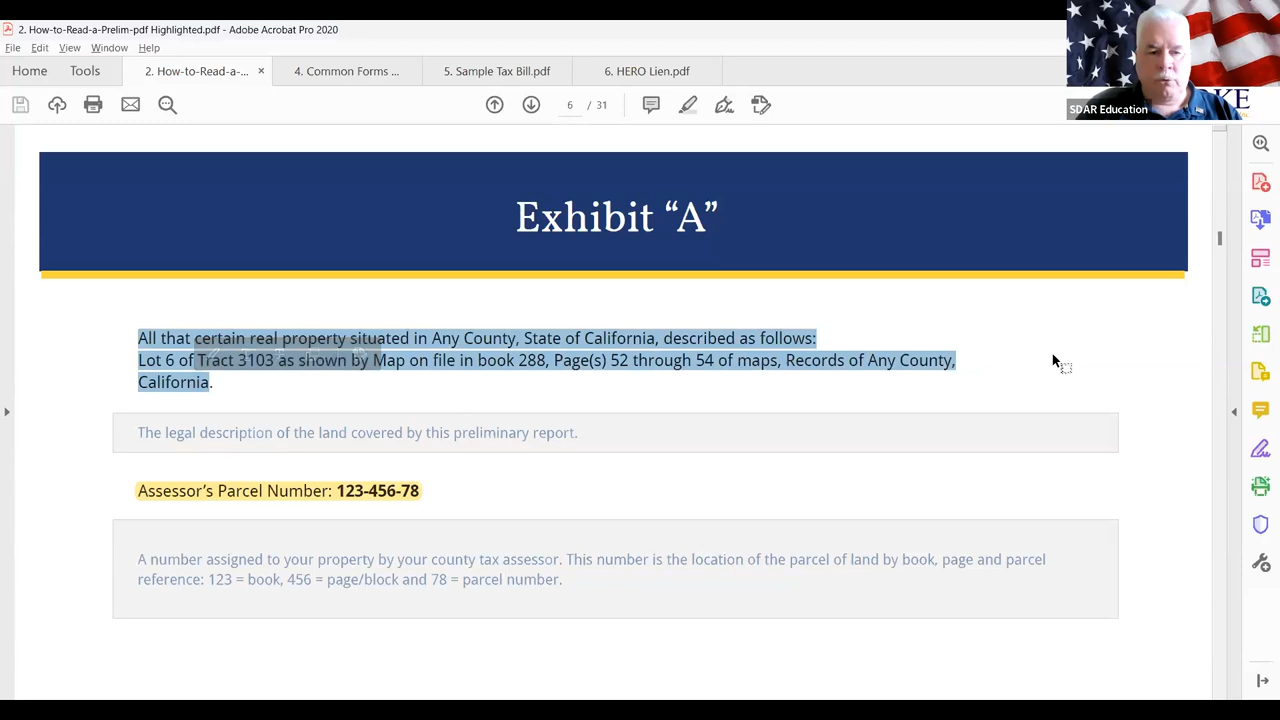 2. How-to-Read-a-Prelim-pdf Highlighted.pdf - Adobe Acrobat Pro 2020
File Edit View Window Help
Home Tools 2. How-to-Read-a-... × 4. Common Forms ... 5. Sample Tax Bill.pdf 6. HERO Lien.pdf
6 / 31
SDAR Education
Exhibit “A”
All that certain real property situated in Any County, State of California, described as follows:
Lot 6 of Tract 3103 as shown by Map on file in book 288, Page(s) 52 through 54 of maps, Records of Any County,
California.
The legal description of the land covered by this preliminary report.
Assessor’s Parcel Number: 123-456-78
A number assigned to your property by your county tax assessor. This number is the location of the parcel of land by book, page and parcel
reference: 123 = book, 456 = page/block and 78 = parcel number.